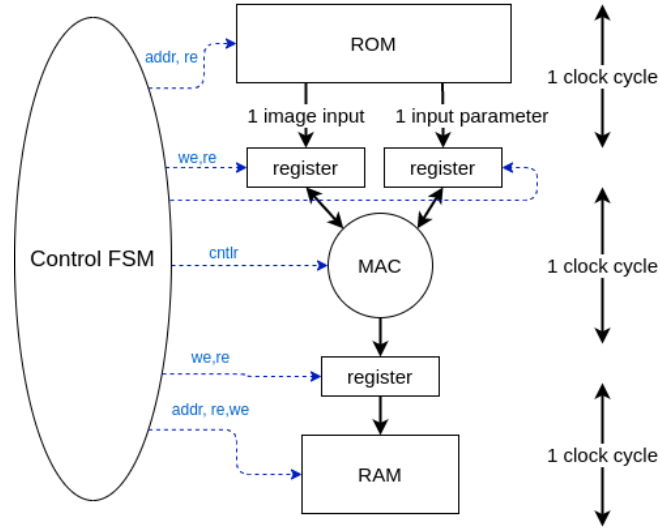 ROM
addr, re
1 clock cycle
1 image input
1 input parameter
we,re
register
register
Control FSM
cntlr
MAC
1 clock cycle
we,re
register
addr, re,we
RAM
1 clock cycle